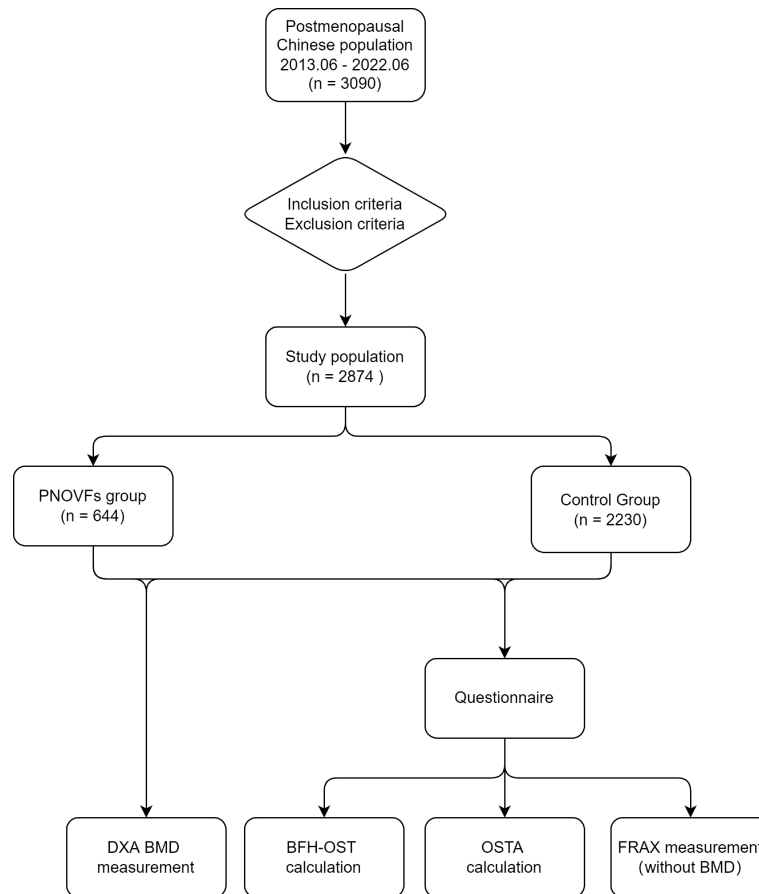 Postmenopausal
Chinese population
2013.06 - 2022.06
(n = 3090)
Inclusion criteria
Exclusion criteria
Study population
(n = 2874 )
PNOVFs group
(n = 644)
Control Group
(n = 2230)
Questionnaire
DXA BMD
measurement
BFH-OST
calculation
OSTA
calculation
FRAX measurement
(without BMD)